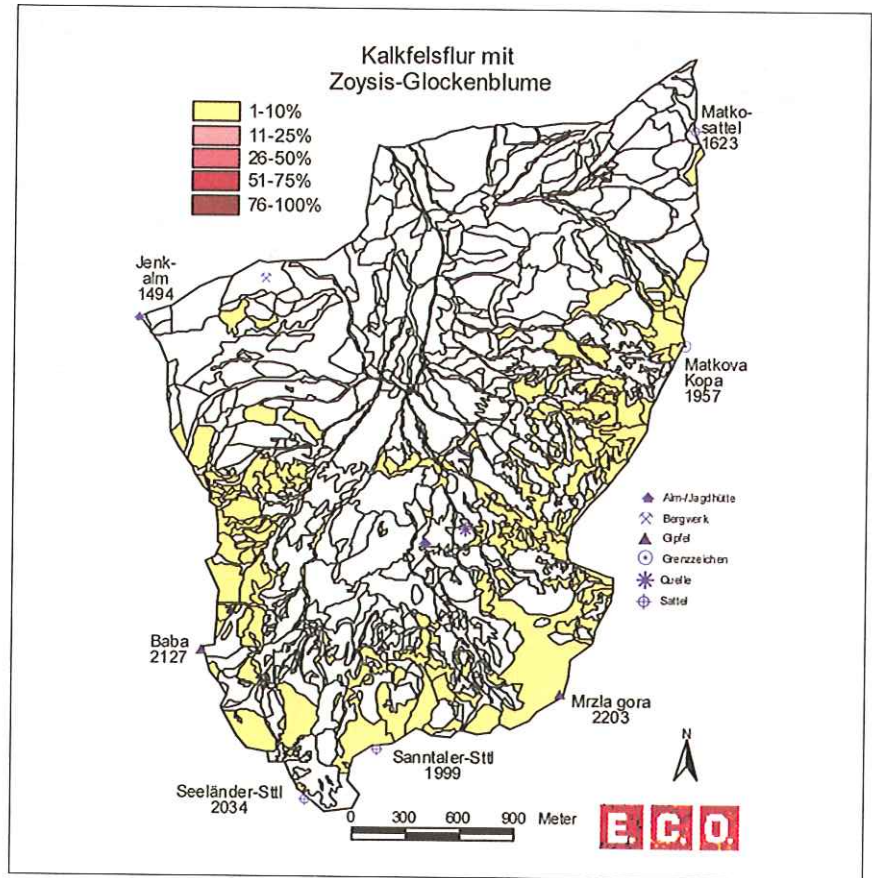 Kalkfelsflur mit
Zoysis-Glockenblume
1-10%
11-25%
26-50%
51-75%
76-100%
Matko-
sattel
1623
Jenk-
alm
1494
Matkova
Kopa
1957
Alm-/Jagdhütte
Bergwerk
Gipfel
Grenzzeichen
Quelle
Sattel
Baba
2127
Mrzla gora
2203
Sanntaler-Sttl
1999
Seeländer-Sttl
2034
N
0 300 600 900 Meter
E. C. O.